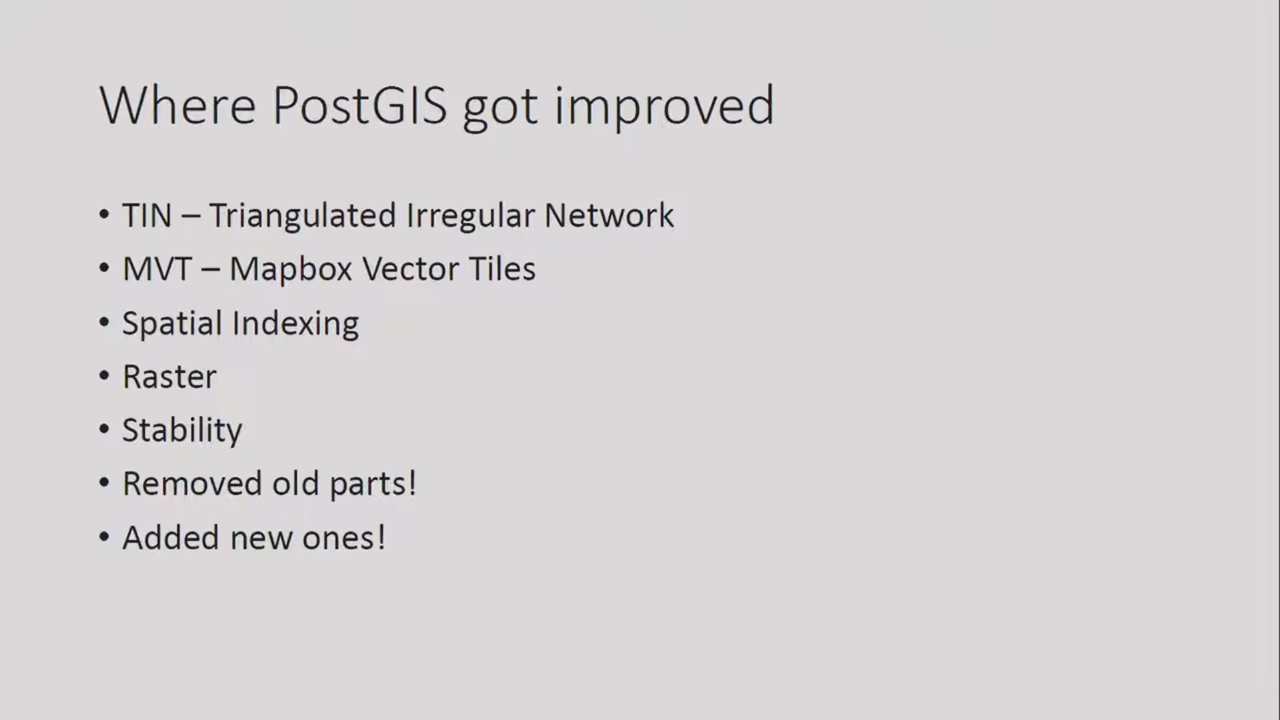 Where PostGIS got improved
• TIN – Triangulated Irregular Network
• MVT – Mapbox Vector Tiles
• Spatial Indexing
• Raster
• Stability
• Removed old parts!
• Added new ones!